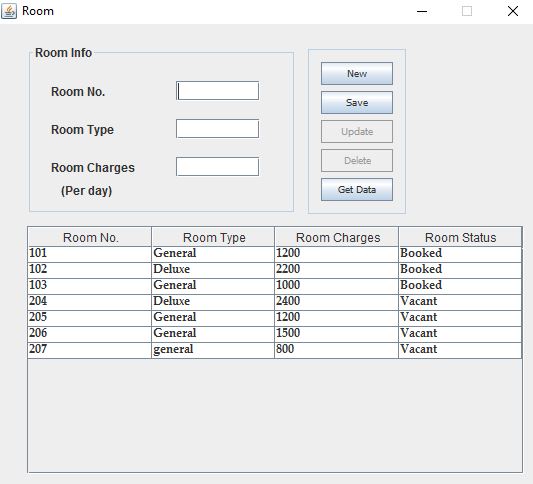 Room
Room Info
Room No.
Room Type
Room Charges
(Per day)
New
Save
Update
Delete
Get Data
Room No. Room Type Room Charges Room Status
101 General 1200 Booked
102 Deluxe 2200 Booked
103 General 1000 Booked
204 Deluxe 2400 Vacant
205 General 1200 Vacant
206 General 1500 Vacant
207 general 800 Vacant